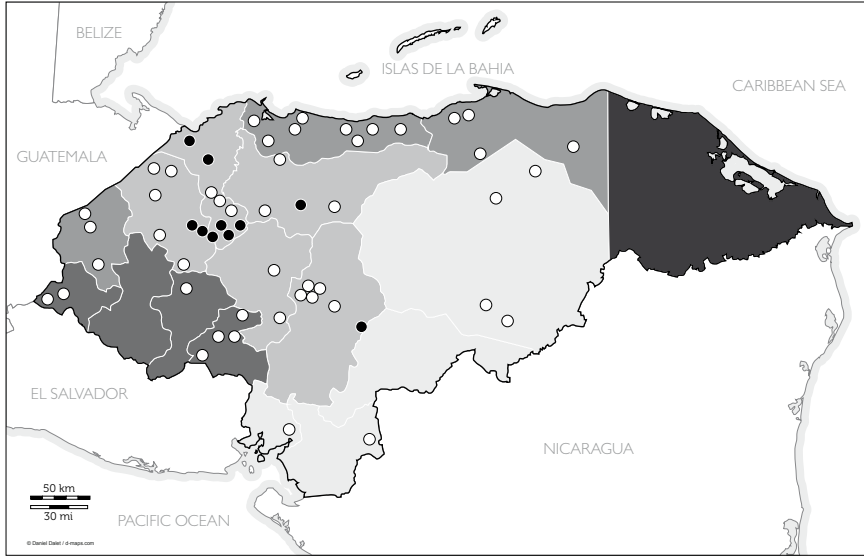 BELIZE
ISLAS DE LA BAHIA
CARIBBEAN SEA
GUATEMALA
EL SALVADOR
NICARAGUA
50 km
30 mi
PACIFIC OCEAN
© Daniel Dalet / d-maps.com